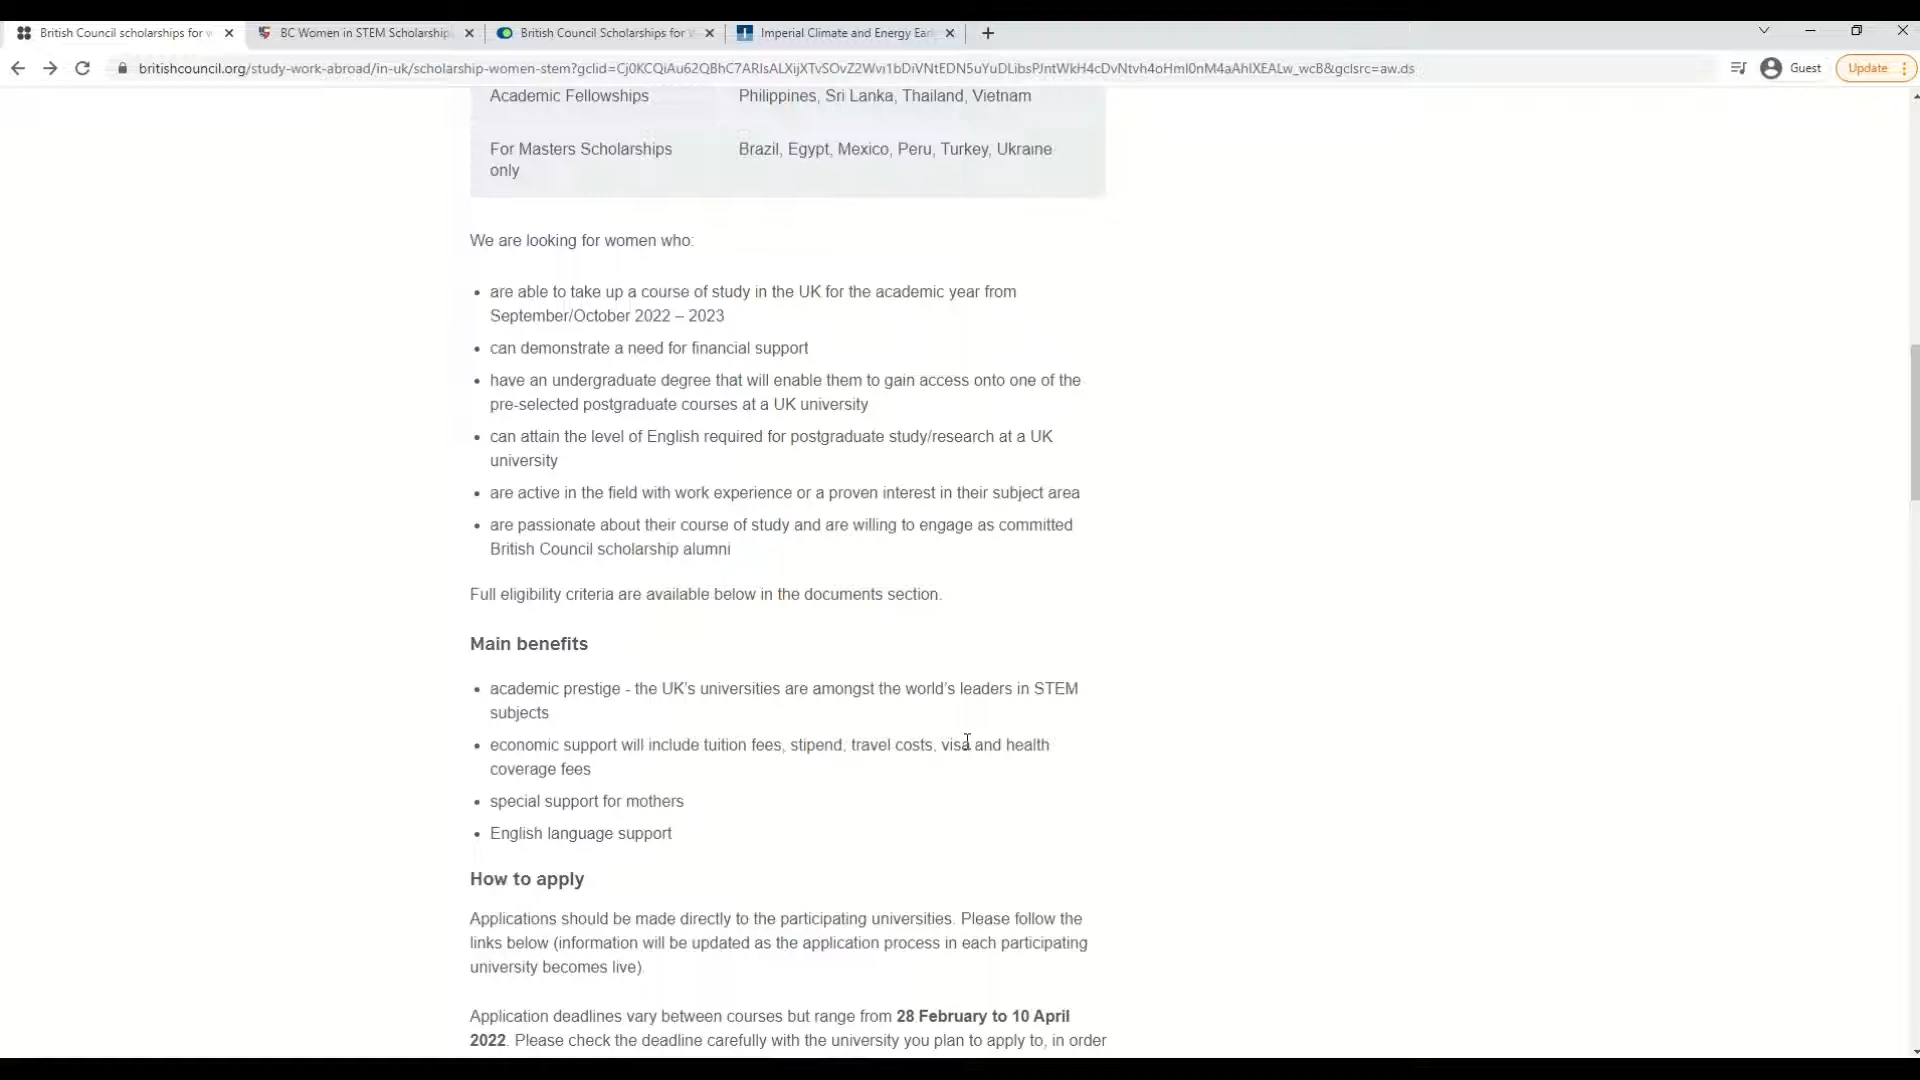 British Council scholarships for w
BC Women in STEM Scholarship
British Council Scholarships for W
Imperial Climate and Energy Ear
britishcouncil.org/study-work-abroad/in-uk/scholarship-women-stem?gclid=
Guest
Update
Academic Fellowships
Philippines, Sri Lanka, Thailand, Vietnam
For Masters Scholarships
only
Brazil, Egypt, Mexico, Peru, Turkey, Ukraine
We are looking for women who:
are able to take up a course of study in the UK for the academic year from
September/October 2022 – 2023
can demonstrate a need for financial support
have an undergraduate degree that will enable them to gain access onto one of the
pre-selected postgraduate courses at a UK university
can attain the level of English required for postgraduate study/research at a UK
university
are active in the field with work experience or a proven interest in their subject area
are passionate about their course of study and are willing to engage as committed
British Council scholarship alumni
Full eligibility criteria are available below in the documents section.
Main benefits
academic prestige - the UK's universities are amongst the world's leaders in STEM
subjects
economic support will include tuition fees, stipend, travel costs, visa and health
coverage fees
special support for mothers
English language support
How to apply
Applications should be made directly to the participating universities. Please follow the
links below (information will be updated as the application process in each participating
university becomes live)
Application deadlines vary between courses but range from 28 February to 10 April
2022. Please check the deadline carefully with the university you plan to apply to, in order